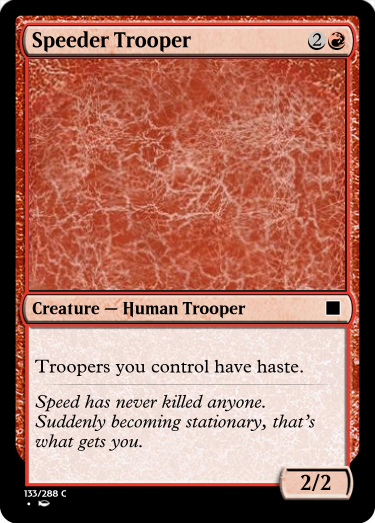 Speeder Trooper 2
Creature — Human Trooper
Troopers you control have haste.
Speed has never killed anyone.
Suddenly becoming stationary, that's
what gets you.
2/2
133/288 C